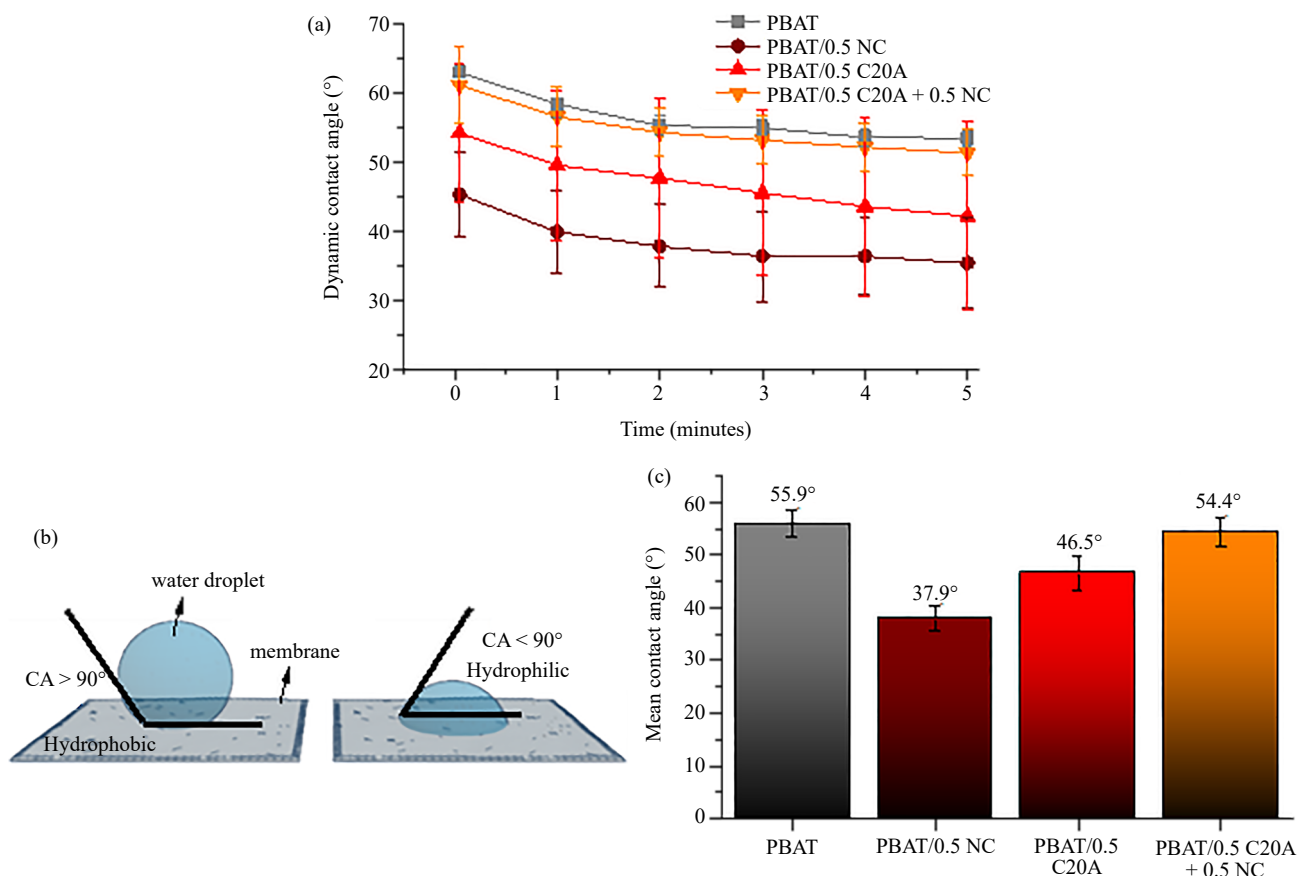 (a)
PBAT
PBAT/0.5 NC
PBAT/0.5 C20A
PBAT/0.5 C20A + 0.5 NC
Dynamic contact angle (°)
70
60
50
40
30
20
0 1 2 3 4 5
Time (minutes)
(b)
water droplet
membrane
CA > 90°
Hydrophobic
CA < 90°
Hydrophilic
(c)
Mean contact angle (°)
60
50
40
30
20
10
0
55.9°
37.9°
46.5°
54.4°
PBAT
PBAT/0.5 NC
PBAT/0.5
C20A
PBAT/0.5 C20A
+ 0.5 NC